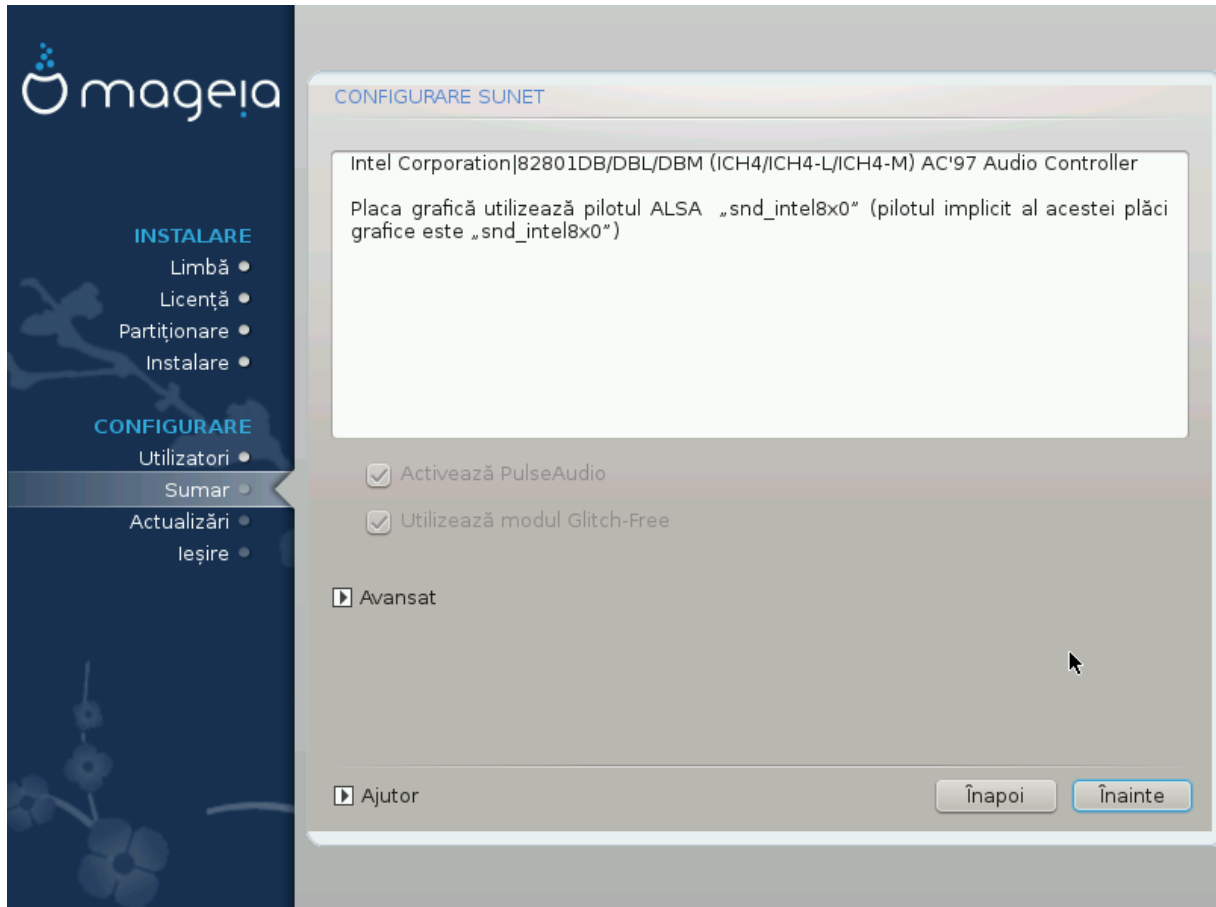 mageia
INSTALARE
Limbă
Licență
Partiționare
Instalare
CONFIGURARE
Utilizatori
Sumar
Actualizări
Ieșire
CONFIGURARE SUNET
Intel Corporation|82801DB/DBL/DBM (ICH4/ICH4-L/ICH4-M) AC'97 Audio Controller
Placa grafică utilizează pilotul ALSA „snd_intel8x0” (pilotul implicit al acestei plăci
grafice este „snd_intel8x0”)
Activează PulseAudio
Utilizează modul Glitch-Free
Avansat
Ajutor
Înapoi
Înainte